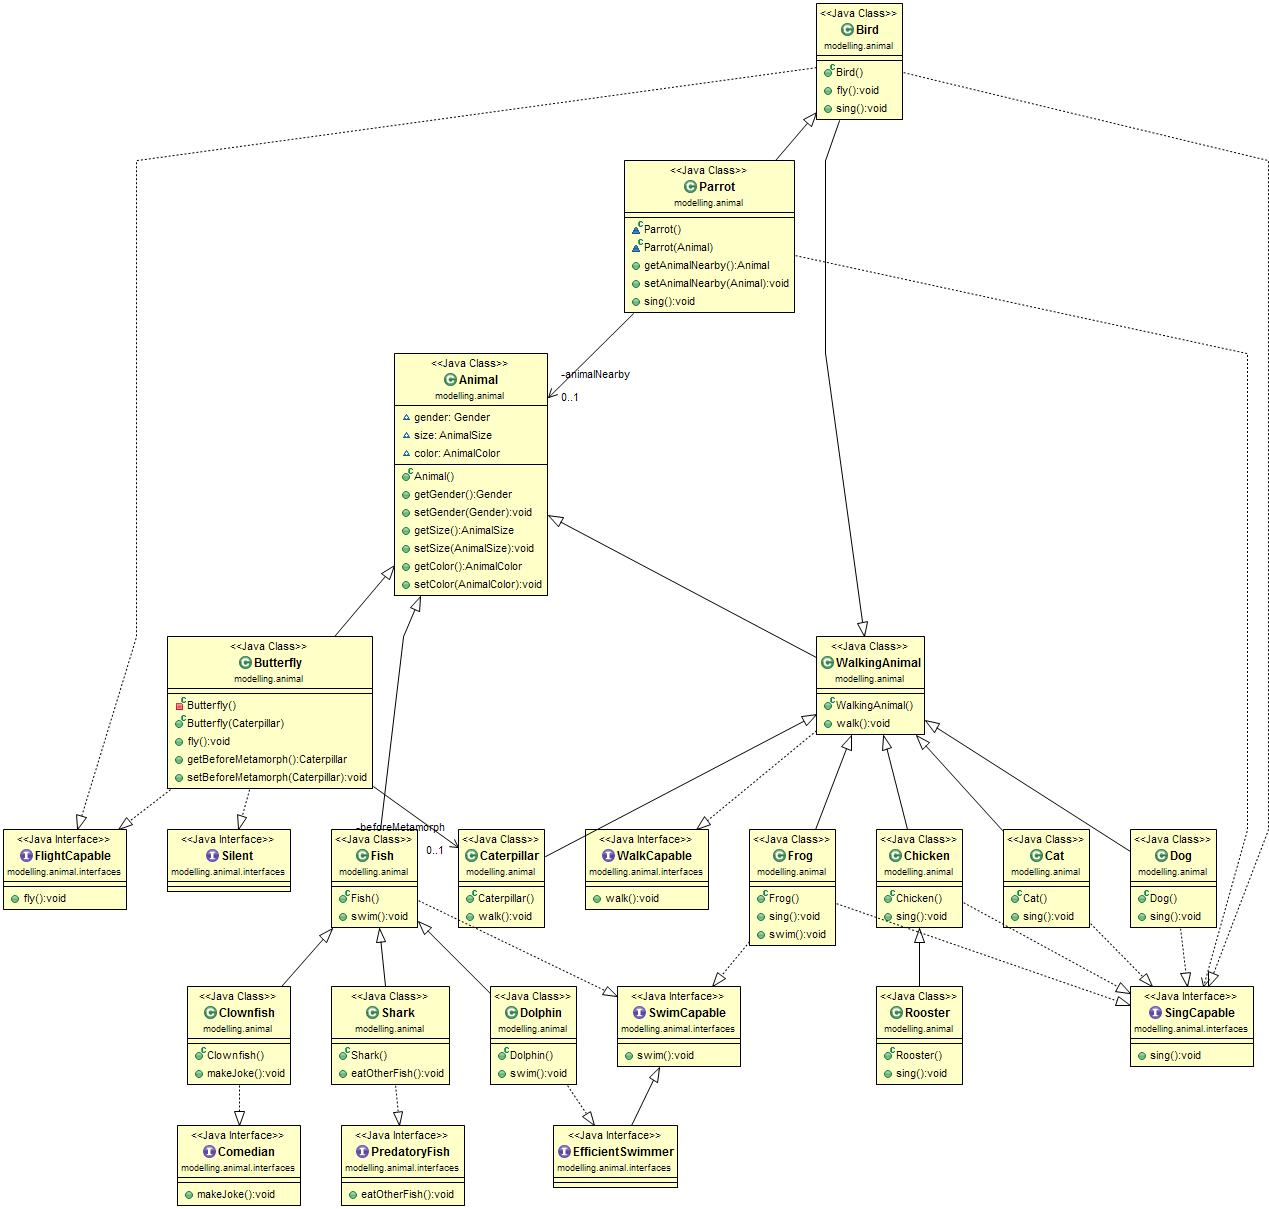 <<Java Class>>
Bird
modelling.animal
Bird()
fly():void
sing():void
<<Java Class>>
Parrot
modelling.animal
Parrot()
Parrot(Animal)
getAnimalNearby():Animal
setAnimalNearby(Animal):void
sing():void
<<Java Class>>
Animal
modelling.animal
gender: Gender
size: AnimalSize
color: AnimalColor
Animal()
getGender():Gender
setGender(Gender):void
getSize():AnimalSize
setSize(AnimalSize):void
getColor():AnimalColor
setColor(AnimalColor):void
-animalNearby
0..1
<<Java Class>>
Butterfly
modelling.animal
Butterfly()
Butterfly(Caterpillar)
fly():void
getBeforeMetamorph():Caterpillar
setBeforeMetamorph(Caterpillar):void
<<Java Class>>
WalkingAnimal
modelling.animal
WalkingAnimal()
walk():void
-beforeMetamorph
0..1
<<Java Interface>>
FlightCapable
modelling.animal.interfaces
fly():void
<<Java Interface>>
Silent
modelling.animal.interfaces
<<Java Class>>
Fish
modelling.animal
Fish()
swim():void
<<Java Class>>
Caterpillar
modelling.animal
Caterpillar()
walk():void
<<Java Interface>>
WalkCapable
modelling.animal.interfaces
walk():void
<<Java Class>>
Frog
modelling.animal
Frog()
sing():void
swim():void
<<Java Class>>
Chicken
modelling.animal
Chicken()
sing():void
<<Java Class>>
Cat
modelling.animal
Cat()
sing():void
<<Java Class>>
Dog
modelling.animal
Dog()
sing():void
<<Java Class>>
Clownfish
modelling.animal
Clownfish()
makeJoke():void
<<Java Class>>
Shark
modelling.animal
Shark()
eatOtherFish():void
<<Java Class>>
Dolphin
modelling.animal
Dolphin()
swim():void
<<Java Interface>>
SwimCapable
modelling.animal.interfaces
swim():void
<<Java Class>>
Rooster
modelling.animal
Rooster()
sing():void
<<Java Interface>>
SingCapable
modelling.animal.interfaces
sing():void
<<Java Interface>>
Comedian
modelling.animal.interfaces
makeJoke():void
<<Java Interface>>
PredatoryFish
modelling.animal.interfaces
eatOtherFish():void
<<Java Interface>>
EfficientSwimmer
modelling.animal.interfaces